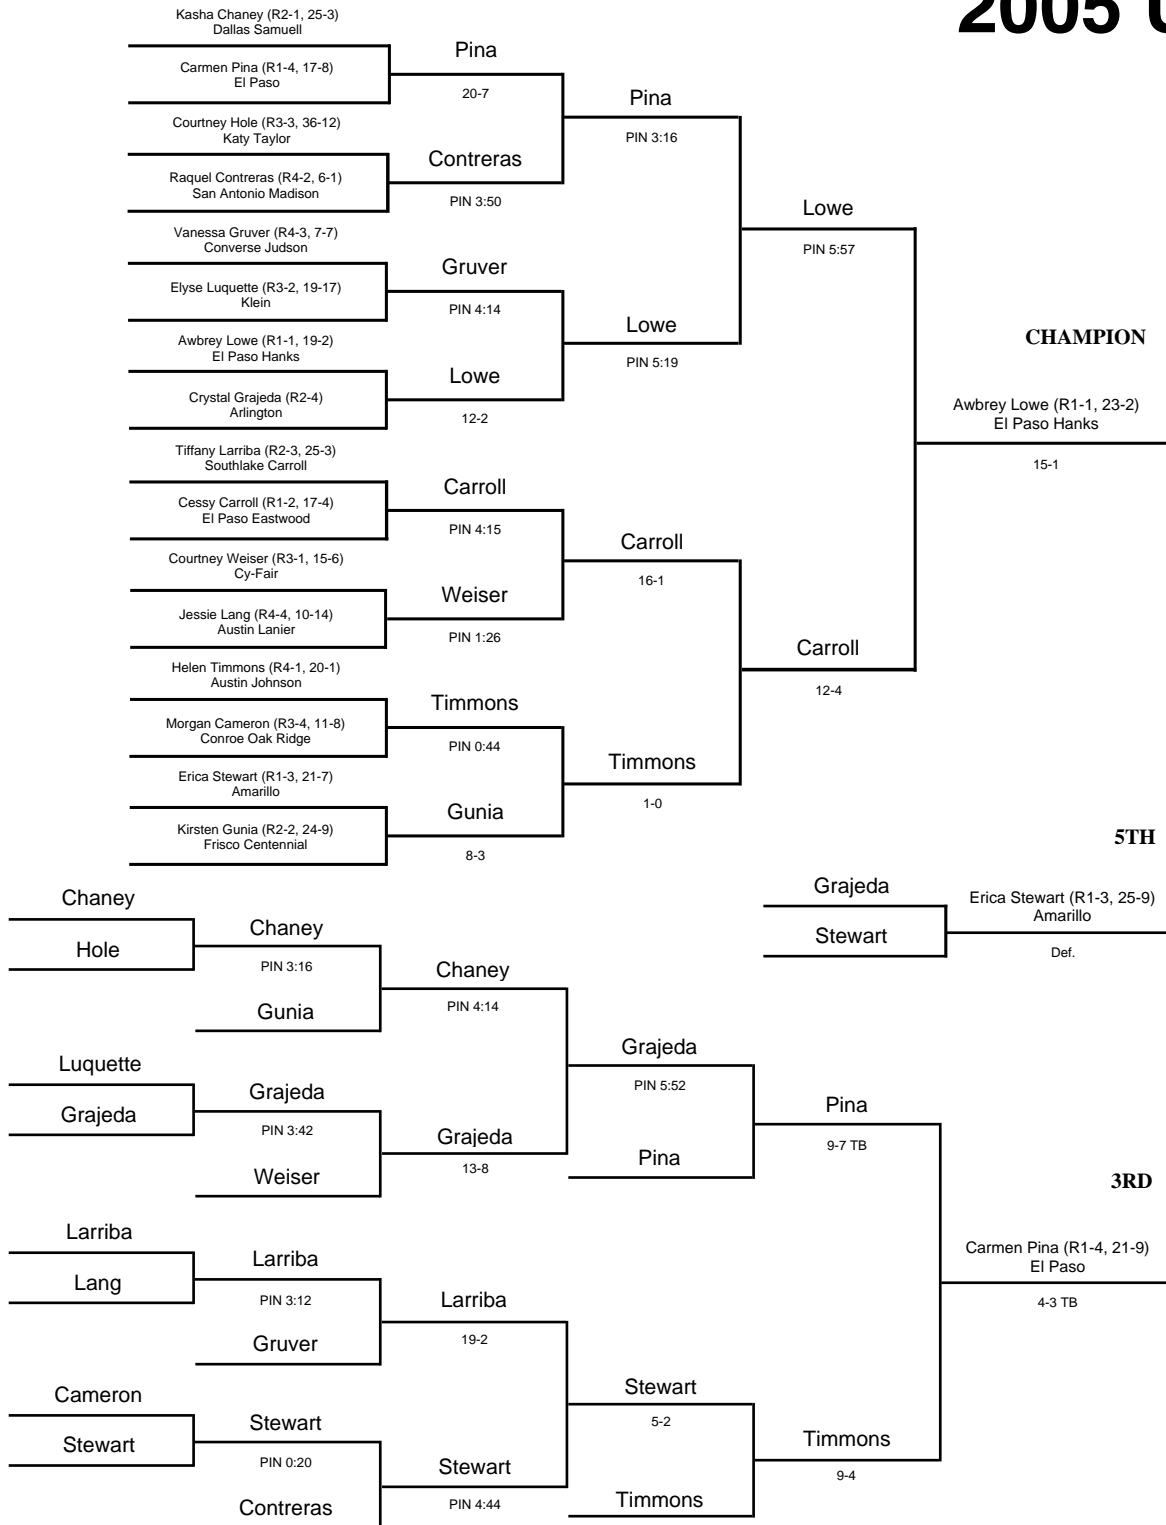 2005 U
Kasha Chaney (R2-1, 25-3)
Dallas Samuell
Carmen Pina (R1-4, 17-8)
El Paso
Pina
20-7
Courtney Hole (R3-3, 36-12)
Katy Taylor
Raquel Contreras (R4-2, 6-1)
San Antonio Madison
Contreras
PIN 3:50
Pina
PIN 3:16
Vanessa Gruver (R4-3, 7-7)
Converse Judson
Elyse Luquette (R3-2, 19-17)
Klein
Gruver
PIN 4:14
Awbrey Lowe (R1-1, 19-2)
El Paso Hanks
Crystal Grajeda (R2-4)
Arlington
Lowe
12-2
Lowe
PIN 5:19
Lowe
PIN 5:57
Tiffany Larriba (R2-3, 25-3)
Southlake Carroll
Cessy Carroll (R1-2, 17-4)
El Paso Eastwood
Carroll
PIN 4:15
Courtney Weiser (R3-1, 15-6)
Cy-Fair
Jessie Lang (R4-4, 10-14)
Austin Lanier
Weiser
PIN 1:26
Carroll
16-1
Helen Timmons (R4-1, 20-1)
Austin Johnson
Morgan Cameron (R3-4, 11-8)
Conroe Oak Ridge
Timmons
PIN 0:44
Erica Stewart (R1-3, 21-7)
Amarillo
Kirsten Gunia (R2-2, 24-9)
Frisco Centennial
Gunia
8-3
Timmons
1-0
Carroll
12-4
CHAMPION
Awbrey Lowe (R1-1, 23-2)
El Paso Hanks
15-1
5TH
Grajeda
Stewart
Erica Stewart (R1-3, 25-9)
Amarillo
Def.
Chaney
Hole
Chaney
PIN 3:16
Gunia
Chaney
PIN 4:14
Luquette
Grajeda
Grajeda
PIN 3:42
Weiser
Grajeda
13-8
Grajeda
PIN 5:52
Pina
Pina
9-7 TB
Larriba
Lang
Larriba
PIN 3:12
Gruver
Larriba
19-2
Cameron
Stewart
Stewart
PIN 0:20
Contreras
Stewart
PIN 4:44
Stewart
5-2
Timmons
Timmons
9-4
3RD
Carmen Pina (R1-4, 21-9)
El Paso
4-3 TB